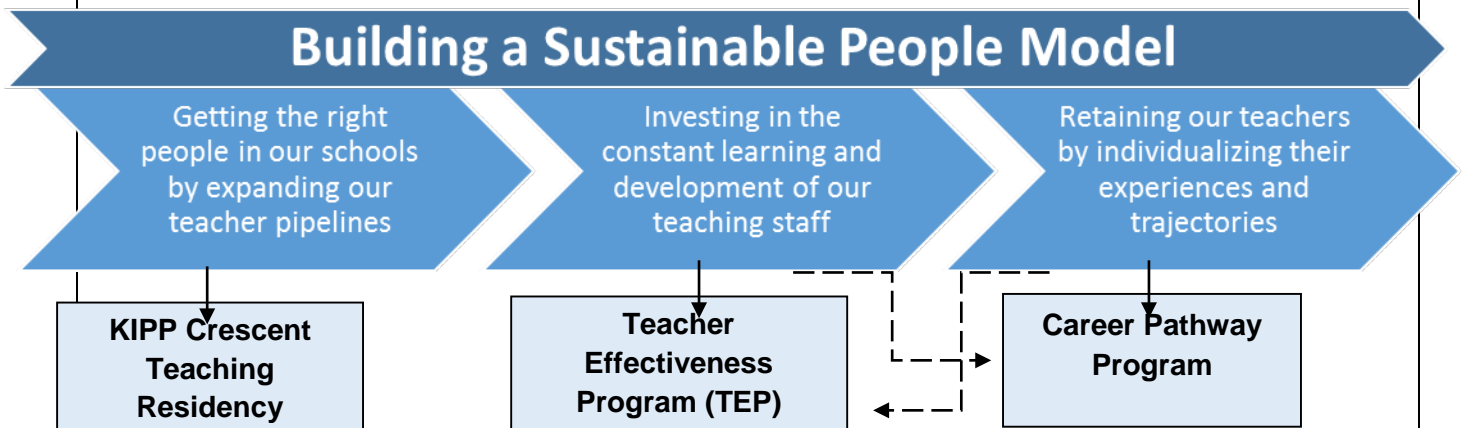 Building a Sustainable People Model
Getting the right
people in our schools
by expanding our
teacher pipelines
Investing in the
constant learning and
development of our
teaching staff
Retaining our teachers
by individualizing their
experiences and
trajectories
KIPP Crescent
Teaching
Residency
Teacher
Effectiveness
Program (TEP)
Career Pathway
Program